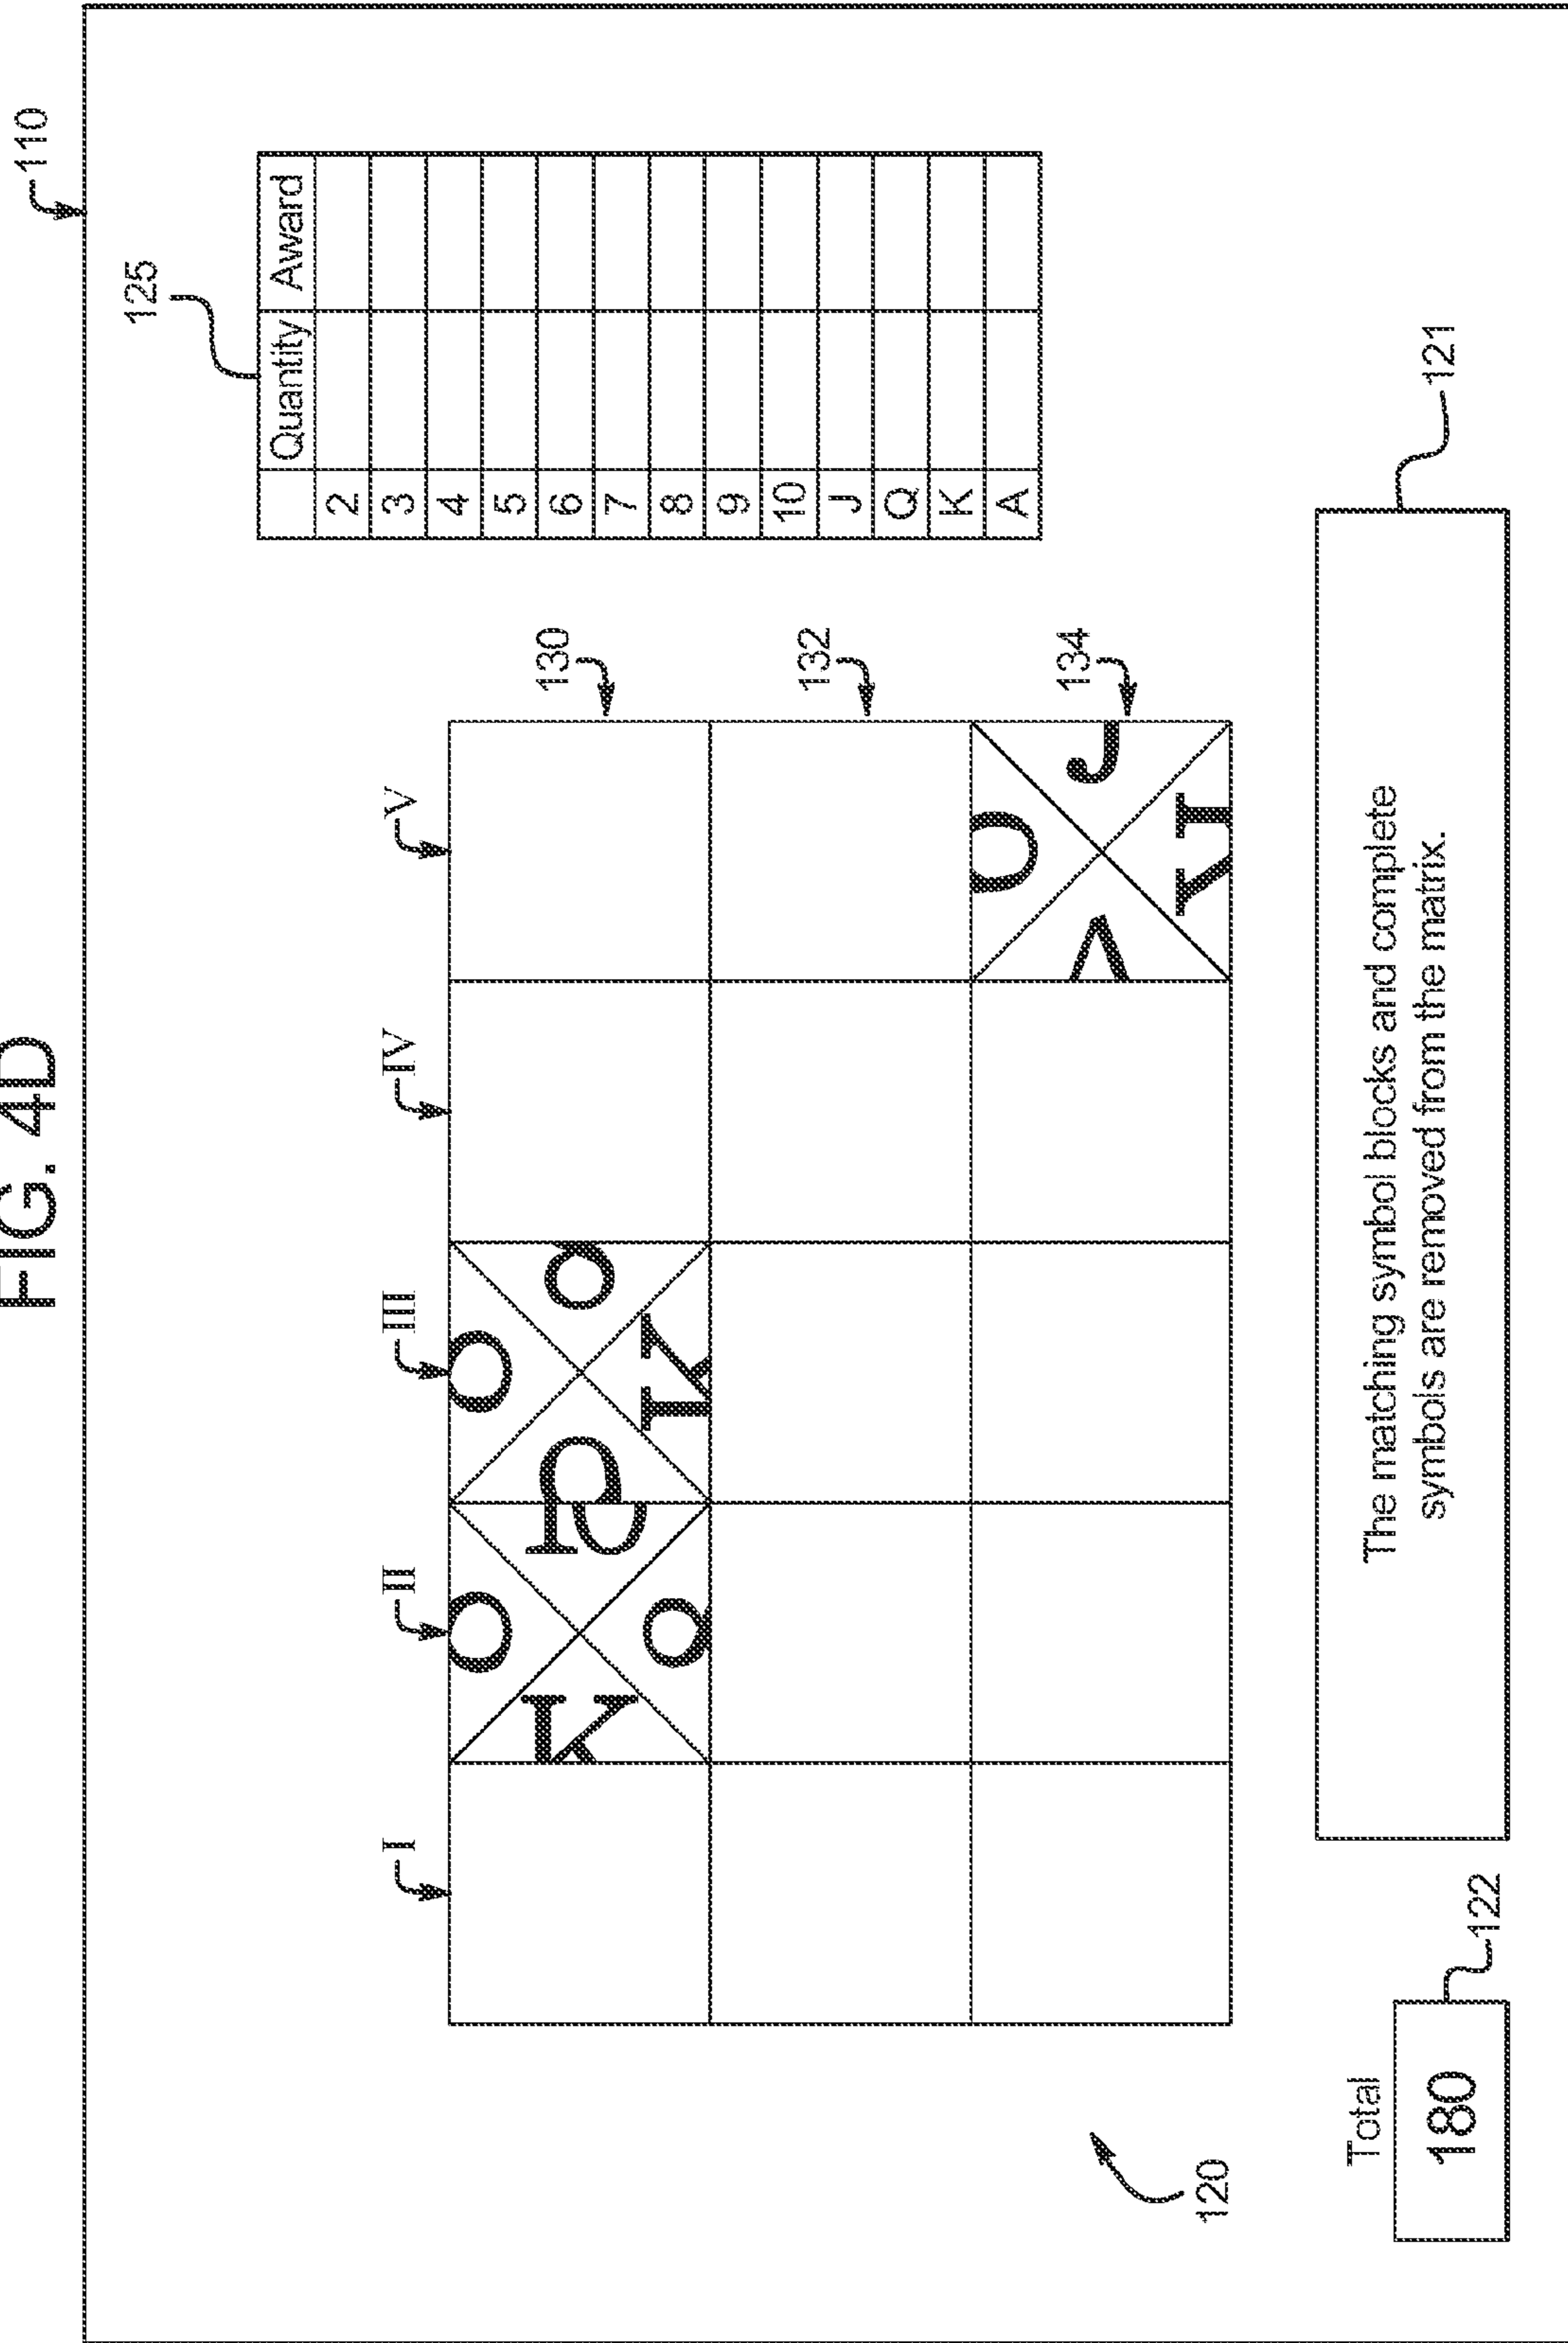 FIG. 4D
110
125
Quantity Award
2
3
4
5
6
7
8
9
10
J
Q
K
A
I II III IV V
130
132
134
120
Total
180
122
The matching symbol blocks and complete
symbols are removed from the matrix.
121